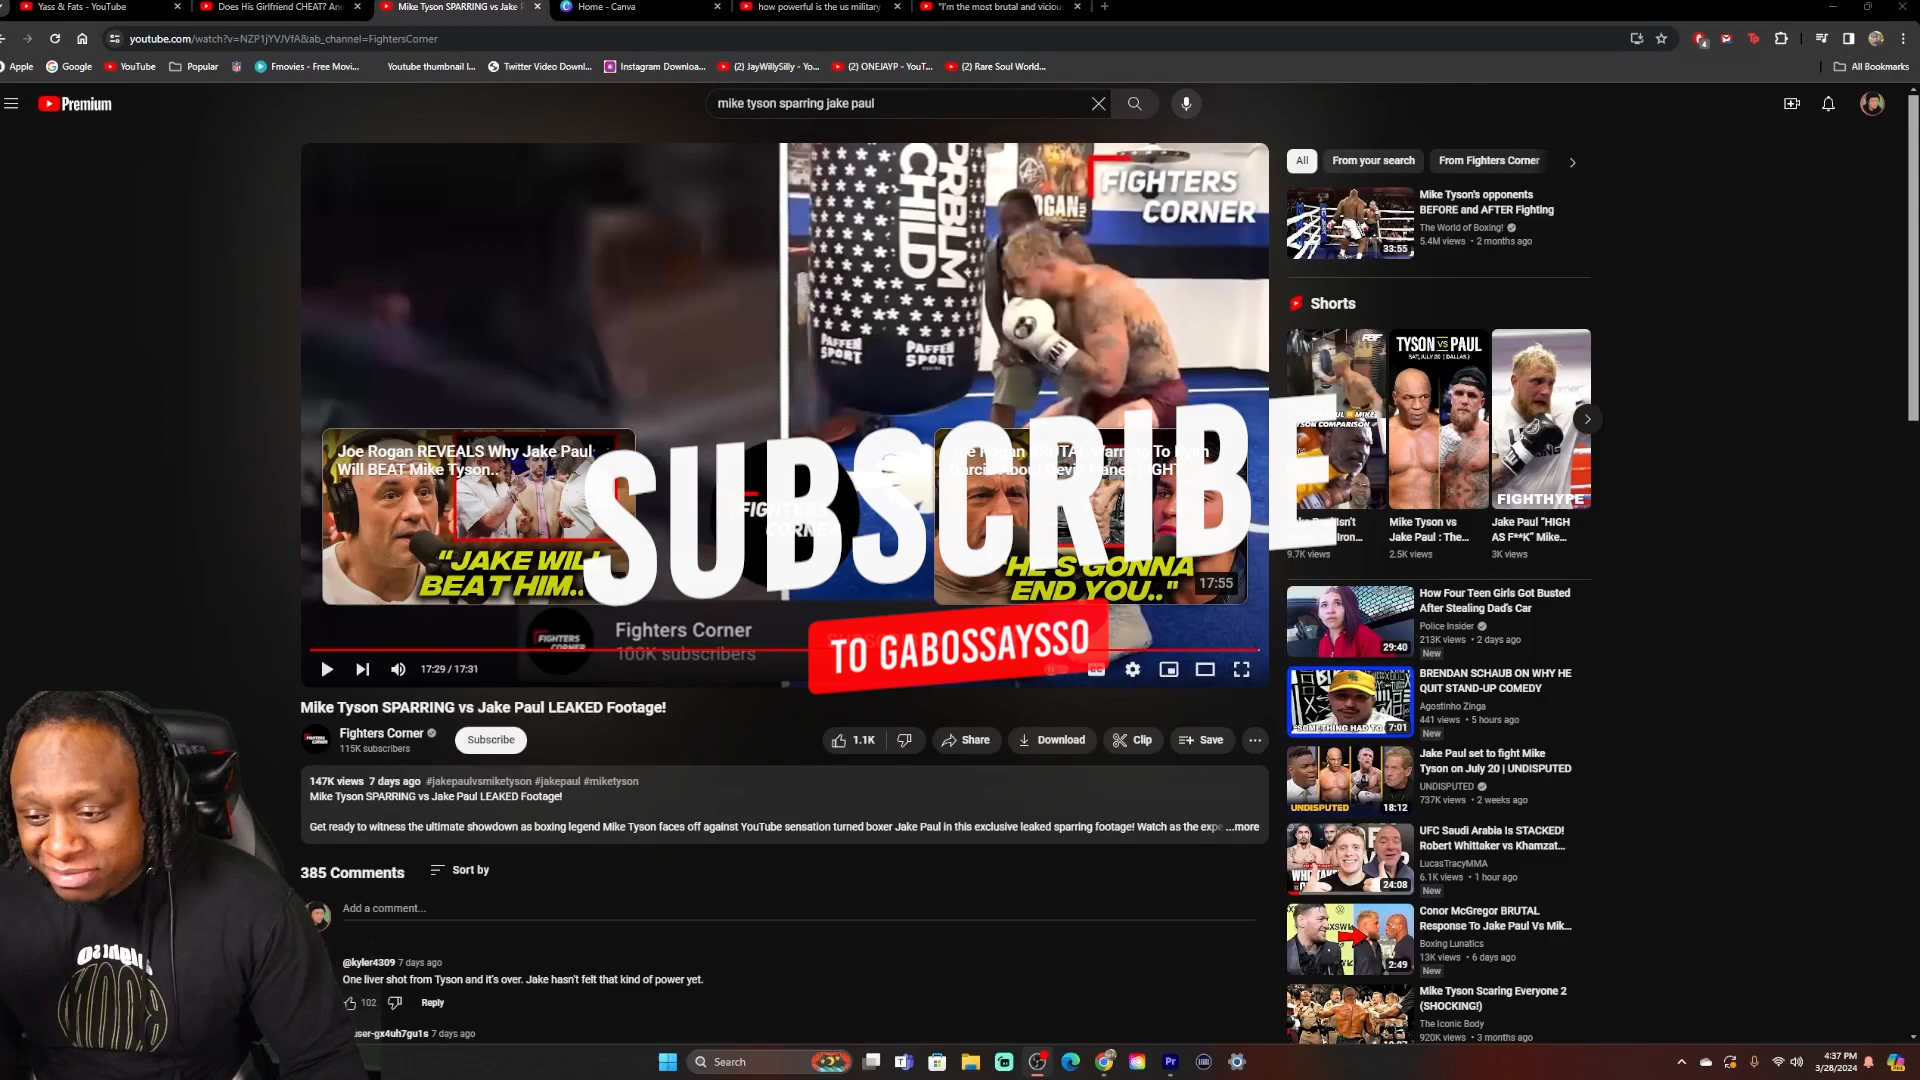 Yass & Fats - YouTube
Does His Girlfriend CHEAT? And
Mike Tyson SPARRING vs Jake P
Home - Canva
how powerful is the us military
"I'm the most brutal and viciou
youtube.com/watch?v=NZP1jYVJVfA&ab_channel=FightersCorner
Apple
Google
YouTube
Popular
Fmovies - Free Movi...
Youtube thumbnail l...
Twitter Video Downl...
Instagram Downloa...
(2) JayWillySilly - Yo...
(2) ONEJAYP - YouT...
(2) Rare Soul World...
All Bookmarks
Premium
mike tyson sparring jake paul
PRBLM
CHILD
PAFFEN
SPORT
PAFFEN
SPORT
FIGHTERS
CORNER
Joe Rogan REVEALS Why Jake Paul
Will BEAT Mike Tyson..
"JAKE WILL
BEAT HIM..
SUBSCRIBE
TO GABOSSAYSSO
"HE'S GONNA
END YOU.."
17:55
Fighters Corner
100K subscribers
17:29 / 17:31
Mike Tyson SPARRING vs Jake Paul LEAKED Footage!
Fighters Corner
115K subscribers
Subscribe
1.1K
Share
Download
Clip
Save
147K views 7 days ago #jakepaulvsmiketyson #jakepaul #miketyson
Mike Tyson SPARRING vs Jake Paul LEAKED Footage!
Get ready to witness the ultimate showdown as boxing legend Mike Tyson faces off against YouTube sensation turned boxer Jake Paul in this exclusive leaked sparring footage! Watch as the expe ...more
385 Comments
Sort by
Add a comment...
@kyler4309 7 days ago
One liver shot from Tyson and it's over. Jake hasn't felt that kind of power yet.
102
Reply
user-gx4uh7gu1s 7 days ago
All
From your search
From Fighters Corner
Mike Tyson's opponents
BEFORE and AFTER Fighting
The World of Boxing!
5.4M views • 2 months ago
33:55
Shorts
TYSON VS PAUL
SAT, JULY 20 | DALLAS
FIGHTHYPE
9.7K views
Mike Tyson vs
Jake Paul : The...
2.5K views
Jake Paul "HIGH
AS F**K" Mike...
3K views
How Four Teen Girls Got Busted
After Stealing Dad's Car
Police Insider
213K views • 2 days ago
New
29:40
BRENDAN SCHAUB ON WHY HE
QUIT STAND-UP COMEDY
Agostinho Zinga
441 views • 5 hours ago
New
"SOMETHING HAD TO
7:01
Jake Paul set to fight Mike
Tyson on July 20 | UNDISPUTED
UNDISPUTED
737K views • 2 weeks ago
UNDISPUTED
18:12
UFC Saudi Arabia Is STACKED!
Robert Whittaker vs Khamzat...
LucasTracyMMA
6.1K views • 1 hour ago
New
24:08
Conor McGregor BRUTAL
Response To Jake Paul Vs Mik...
Boxing Lunatics
13K views • 6 days ago
New
2:49
Mike Tyson Scaring Everyone 2
(SHOCKING!)
The Iconic Body
920K views • 3 months ago
Search
4:37 PM
3/28/2024